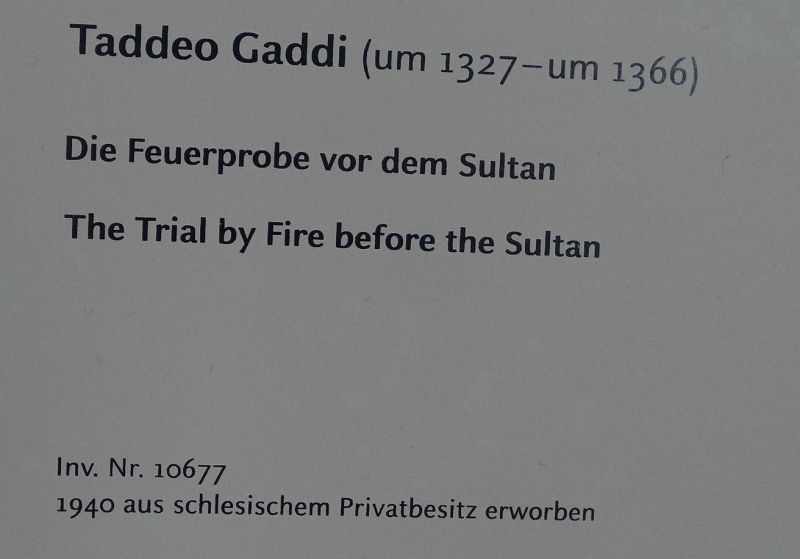 Taddeo Gaddi (um 1327–um 1366)
Die Feuerprobe vor dem Sultan
The Trial by Fire before the Sultan
Inv. Nr. 10677
1940 aus schlesischem Privatbesitz erworben